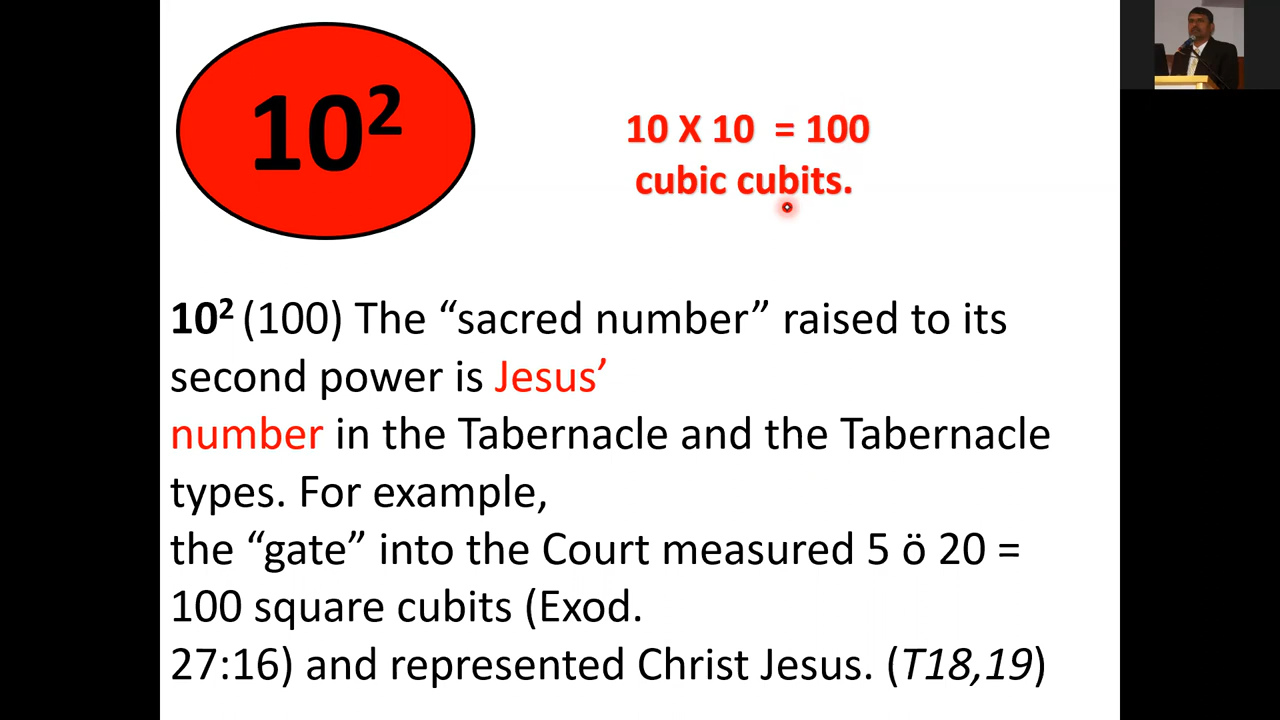 10²
10 X 10 = 100
cubic cubits.
10² (100) The “sacred number” raised to its
second power is Jesus’
number in the Tabernacle and the Tabernacle
types. For example,
the “gate” into the Court measured 5 ö 20 =
100 square cubits (Exod.
27:16) and represented Christ Jesus. (T18,19)